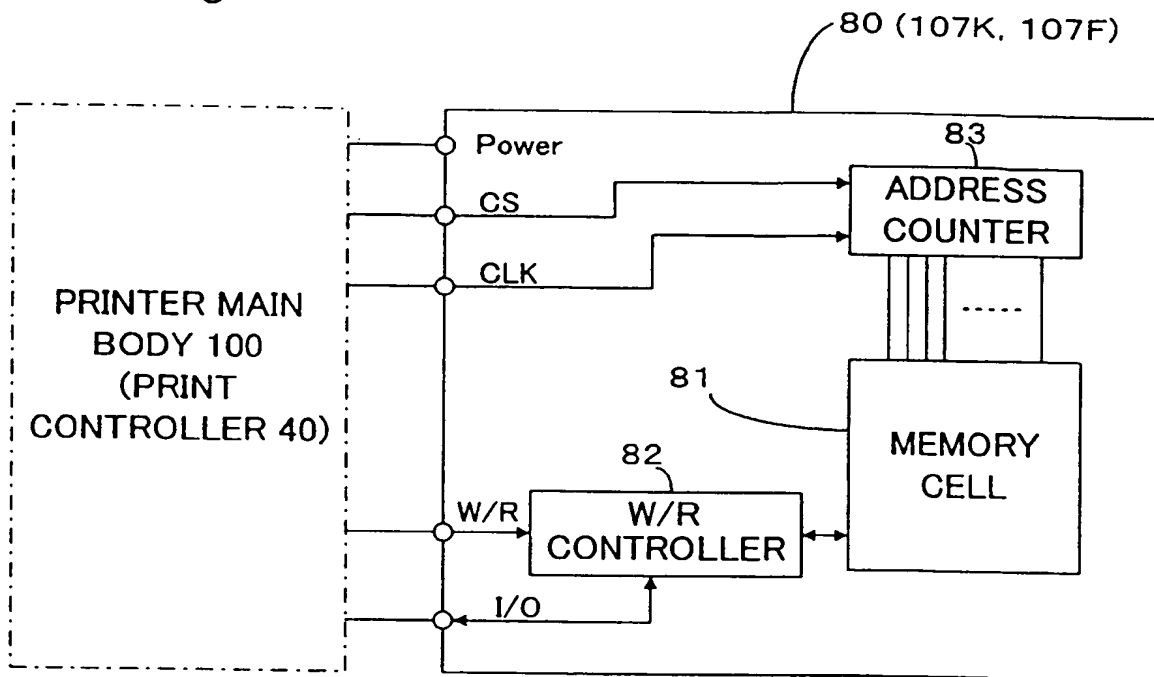 80 (107K, 107F)
Power
CS
CLK
83
ADDRESS
COUNTER
PRINTER MAIN
BODY 100
(PRINT
CONTROLLER 40)
81
MEMORY
CELL
82
W/R
W/R
CONTROLLER
I/O